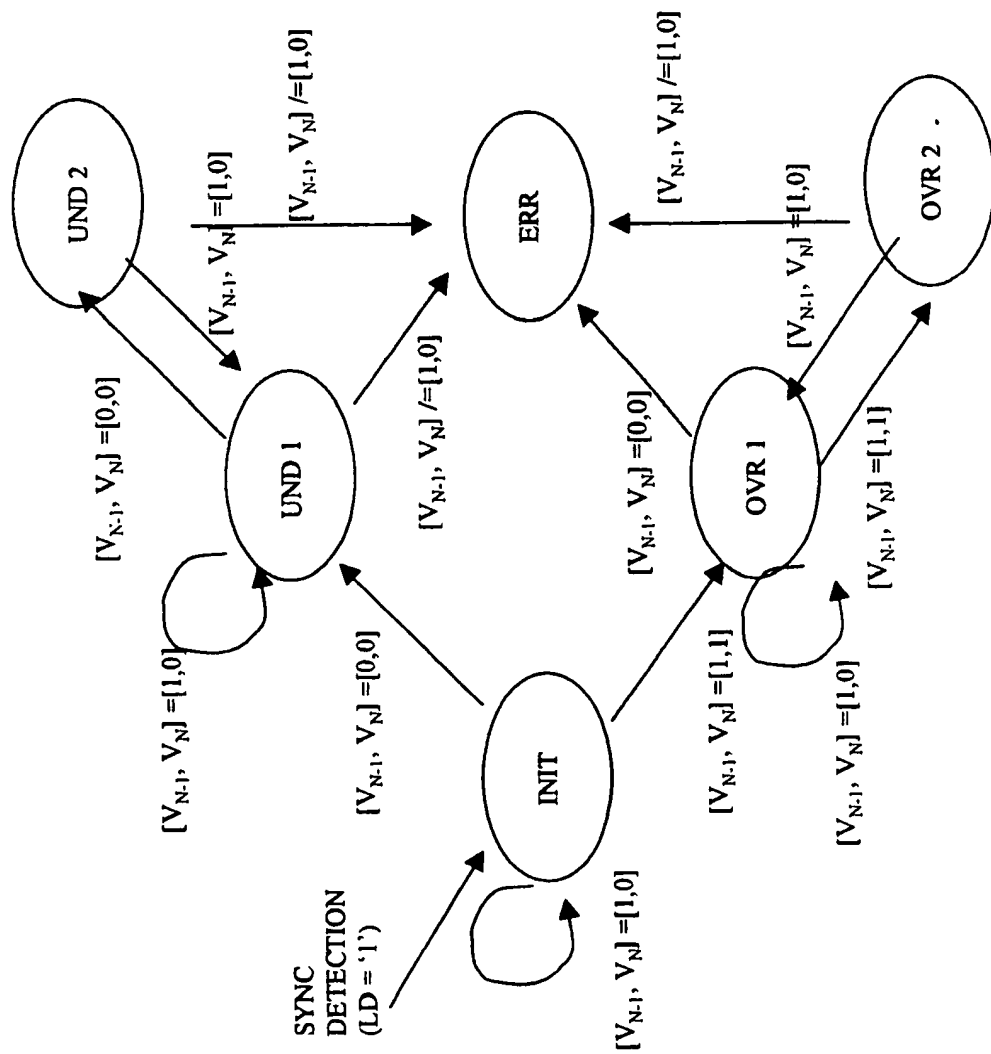 SYNC
DETECTION
(LD = '1')
INIT
[V_{N-1}, V_N] =[1,0]
[V_{N-1}, V_N] =[1,0]
[V_{N-1}, V_N] =[0,0]
[V_{N-1}, V_N] =[1,1]
[V_{N-1}, V_N] =[1,0]
UND 1
OVR 1
[V_{N-1}, V_N] =[0,0]
[V_{N-1}, V_N] /=[1,0]
[V_{N-1}, V_N] =[0,0]
[V_{N-1}, V_N] =[1,1]
UND 2
[V_{N-1}, V_N] =[1,0]
ERR
[V_{N-1}, V_N] =[1,0]
OVR 2
[V_{N-1}, V_N] /=[1,0]
[V_{N-1}, V_N] /=[1,0]